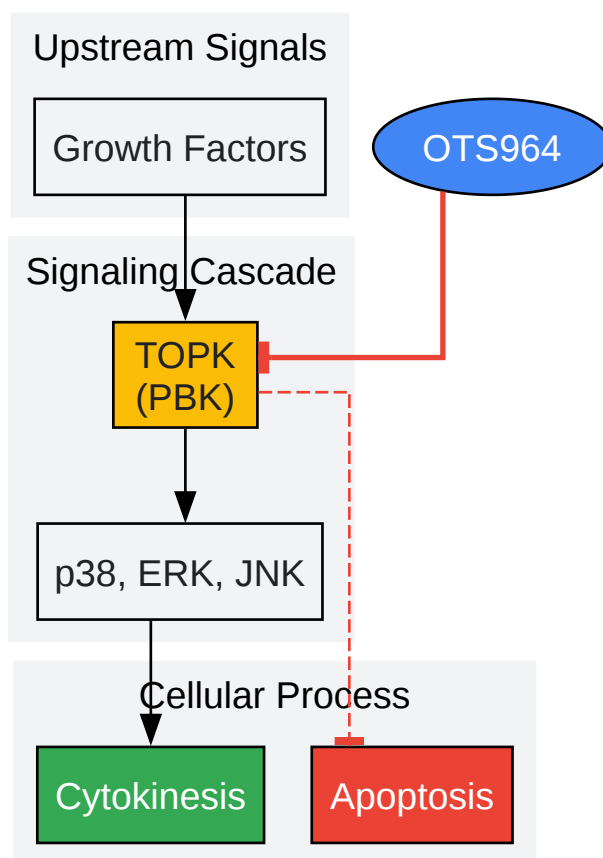 Upstream Signals
Growth Factors
OTS964
Signaling Cascade
TOPK
(PBK)
p38, ERK, JNK
Cellular Process
Cytokinesis
Apoptosis